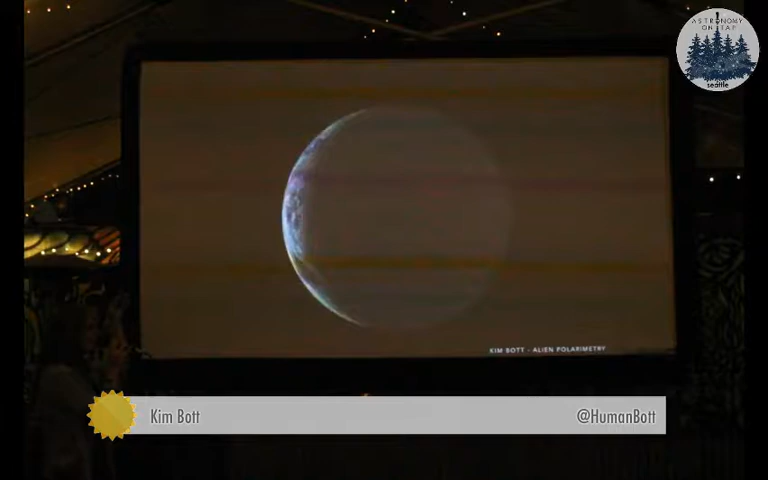 ASTRONOMY
ON TAP
seattle
KIM BOTT - ALIEN POLARIMETRY
Kim Bott
@HumanBott